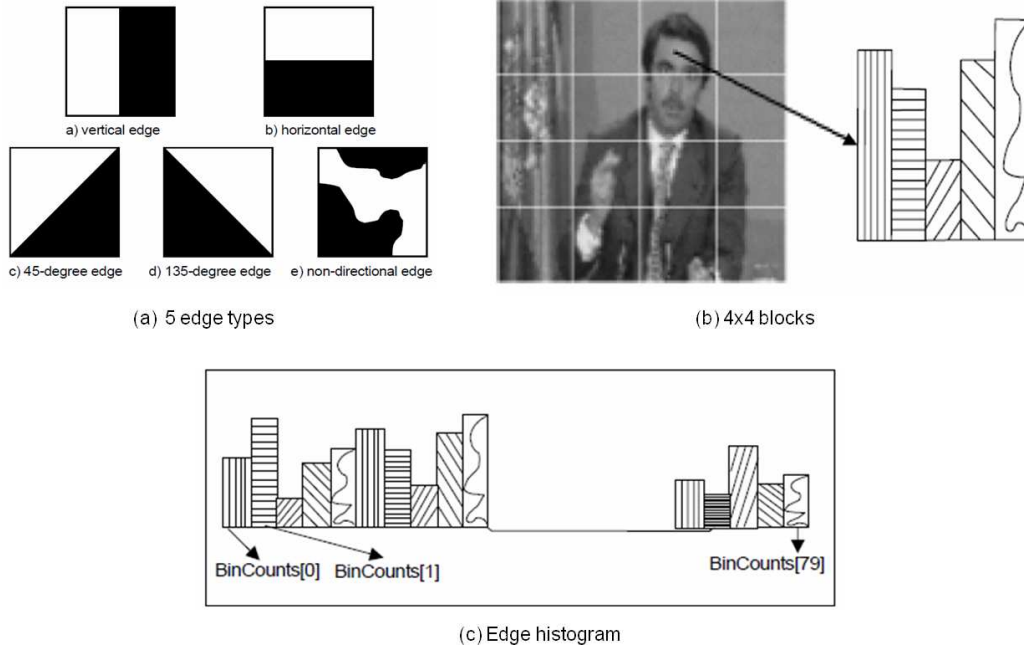 a) vertical edge
b) horizontal edge
c) 45-degree edge
d) 135-degree edge
e) non-directional edge
(a) 5 edge types
(b) 4x4 blocks
BinCounts[0]
BinCounts[1]
BinCounts[79]
(c) Edge histogram